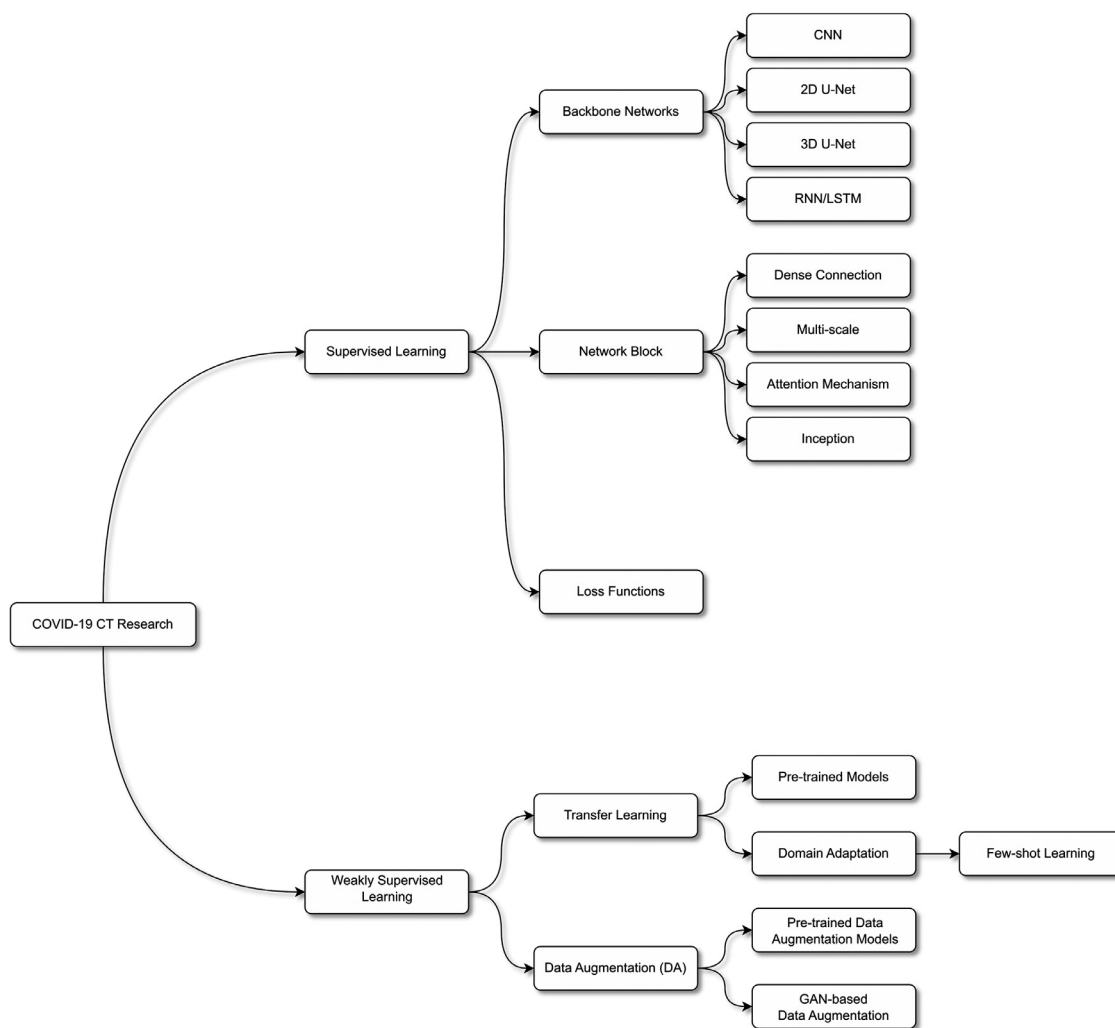 CNN
2D U-Net
3D U-Net
RNN/LSTM
Backbone Networks
Dense Connection
Multi-scale
Attention Mechanism
Inception
Network Block
Supervised Learning
Loss Functions
COVID-19 CT Research
Pre-trained Models
Transfer Learning
Domain Adaptation
Few-shot Learning
Weakly Supervised
Learning
Pre-trained Data
Augmentation Models
Data Augmentation (DA)
GAN-based
Data Augmentation